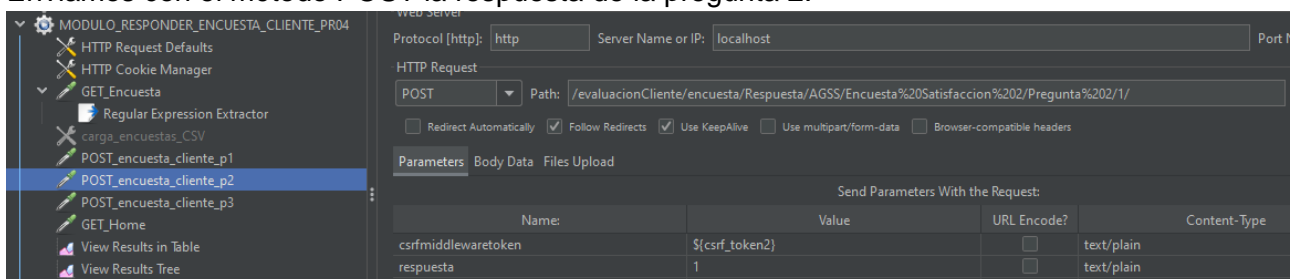 Enviamos con el método POST la respuesta de la pregunta 2.
MODULO_RESPONDER_ENCUESTA_CLIENTE_PR04
HTTP Request Defaults
HTTP Cookie Manager
GET_Encuesta
Regular Expression Extractor
carga_encuestas_CSV
POST_encuesta_cliente_p1
POST_encuesta_cliente_p2
POST_encuesta_cliente_p3
GET_Home
View Results in Table
View Results Tree
Web Server
Protocol [http]: http Server Name or IP: localhost Port
HTTP Request
POST Path: /evaluacionCliente/encuesta/Respuesta/AGSS/Encuesta%20Satisfaccion%202/Pregunta%202/1/
Redirect Automatically Follow Redirects Use KeepAlive Use multipart/form-data Browser-compatible headers
Parameters Body Data Files Upload
Send Parameters With the Request:
Name: Value URL Encode? Content-Type
csrfmiddlewaretoken ${csrf_token2} text/plain
respuesta 1 text/plain